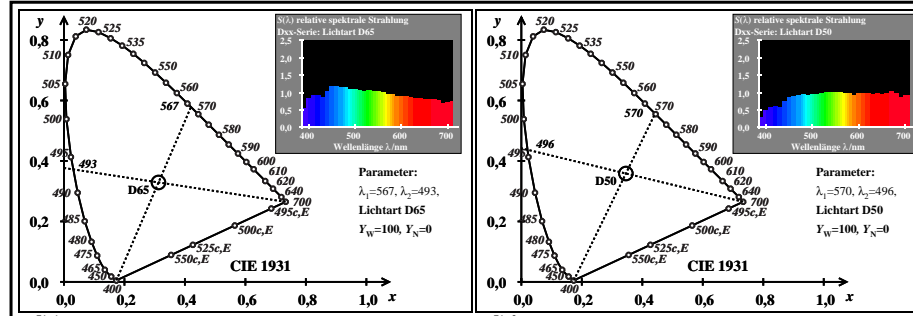 y
520
525
535
550
560
567
570
580
590
600
610
620
640
700
495c,E
500c,E
525c,E
550c,E
400
450
465
475
485
490
493
495
500
505
510
0,8
0,6
0,4
0,2
0,0
0,0 0,2 0,4 0,6 0,8 1,0
x
D65
CIE 1931
S(λ) relative spektrale Strahlung
Dxx-Serie: Lichtart D65
2,5
2,0
1,5
1,0
0,5
0,0
400 500 600 700
Wellenlänge λ/nm
Parameter:
λ1=567, λ2=493,
Lichtart D65
YW=100, YN=0
y
520
525
535
550
560
570
570
580
590
600
610
620
640
700
495c,E
500c,E
525c,E
550c,E
400
450
465
475
485
490
495
496
500
505
510
0,8
0,6
0,4
0,2
0,0
0,0 0,2 0,4 0,6 0,8 1,0
x
D50
CIE 1931
S(λ) relative spektrale Strahlung
Dxx-Serie: Lichtart D50
2,5
2,0
1,5
1,0
0,5
0,0
400 500 600 700
Wellenlänge λ/nm
Parameter:
λ1=570, λ2=496,
Lichtart D50
YW=100, YN=0